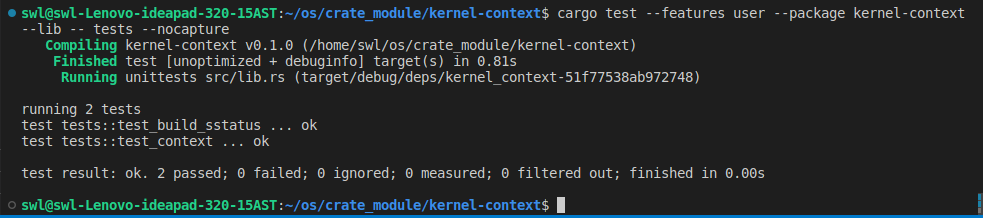 swl@swl-Lenovo-ideapad-320-15AST:~/os/crate_module/kernel-context$ cargo test --features user --package kernel-context
--lib -- tests --nocapture
Compiling kernel-context v0.1.0 (/home/swl/os/crate_module/kernel-context)
Finished test [unoptimized + debuginfo] target(s) in 0.81s
Running unittests src/lib.rs (target/debug/deps/kernel_context-51f77538ab972748)
running 2 tests
test tests::test_build_sstatus ... ok
test tests::test_context ... ok
test result: ok. 2 passed; 0 failed; 0 ignored; 0 measured; 0 filtered out; finished in 0.00s
swl@swl-Lenovo-ideapad-320-15AST:~/os/crate_module/kernel-context$